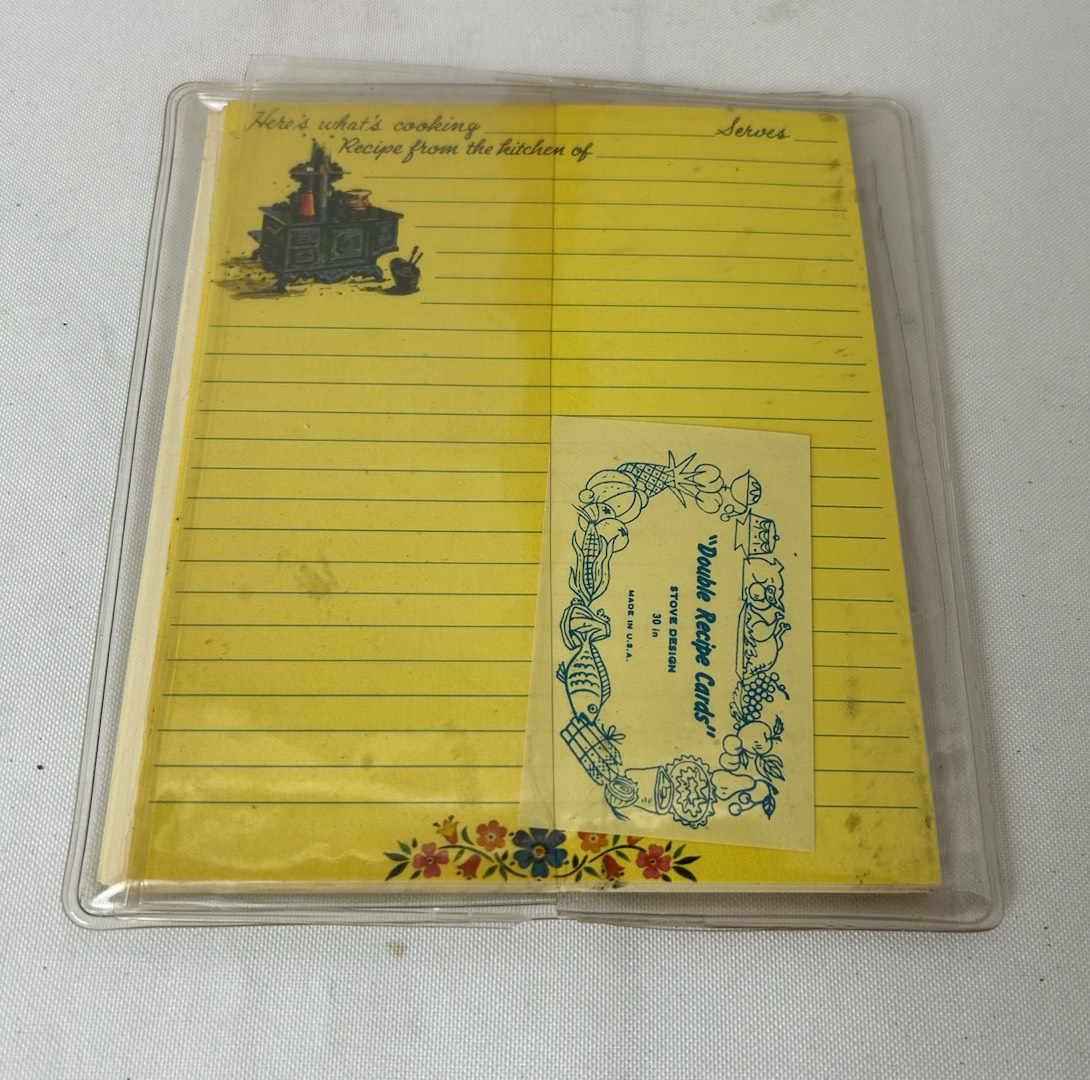 Here's what's cooking Serves
Recipe from the kitchen of
"Double Recipe Cards"
STOVE DESIGN
30 in
MADE IN U.S.A.